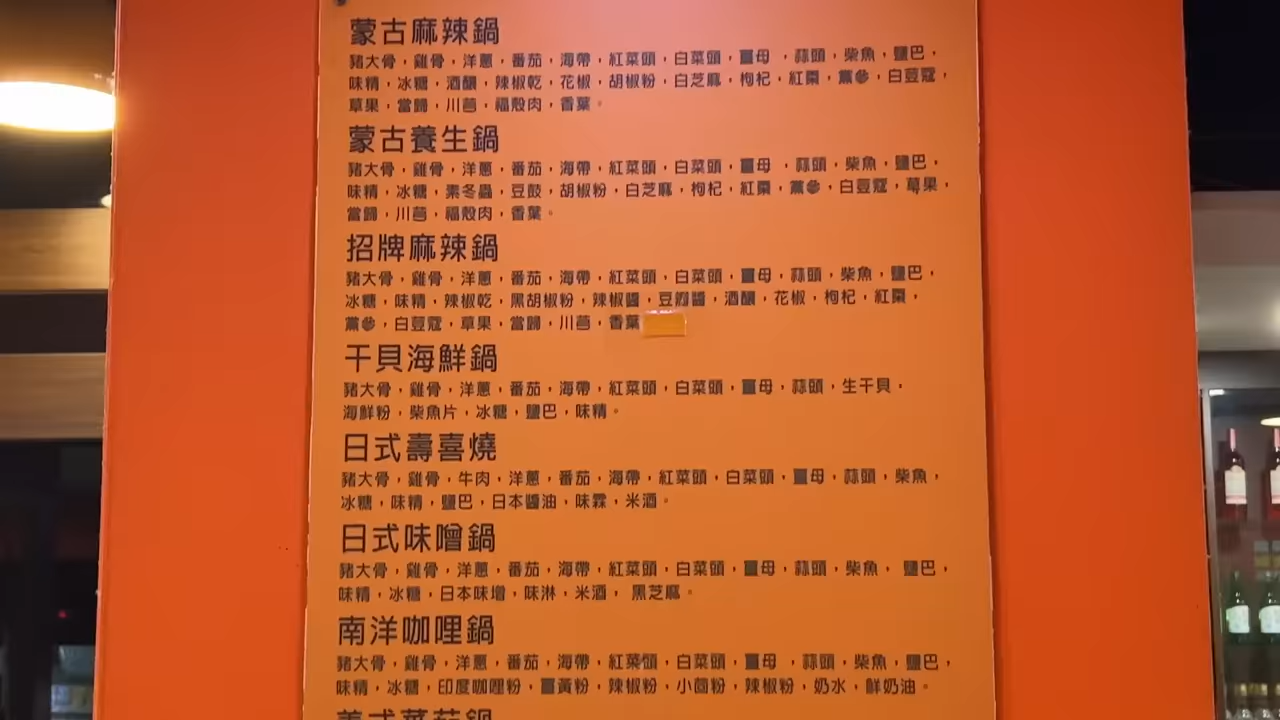 蒙古麻辣鍋
豬大骨，雞骨，洋蔥，番茄，海帶，紅菜頭，白菜頭，薑母，蒜頭，柴魚，鹽巴，
味精，冰糖，酒釀，辣椒乾，花椒，胡椒粉，白芝麻，枸杞，紅棗，黨參，白荳蔻，
草果，當歸，川芎，福殼肉，香葉。
蒙古養生鍋
豬大骨，雞骨，洋蔥，番茄，海帶，紅菜頭，白菜頭，薑母，蒜頭，柴魚，鹽巴，
味精，冰糖，素冬蟲，豆豉，胡椒粉，白芝麻，枸杞，紅棗，黨參，白荳蔻，草果，
當歸，川芎，福殼肉，香葉。
招牌麻辣鍋
豬大骨，雞骨，洋蔥，番茄，海帶，紅菜頭，白菜頭，薑母，蒜頭，柴魚，鹽巴，
冰糖，味精，辣椒乾，黑胡椒粉，辣椒醬，豆瓣醬，酒釀，花椒，枸杞，紅棗，
黨參，白荳蔻，草果，當歸，川芎，香葉
干貝海鮮鍋
豬大骨，雞骨，洋蔥，番茄，海帶，紅菜頭，白菜頭，薑母，蒜頭，生干貝，
海鮮粉，柴魚片，冰糖，鹽巴，味精。
日式壽喜燒
豬大骨，雞骨，牛肉，洋蔥，番茄，海帶，紅菜頭，白菜頭，薑母，蒜頭，柴魚，
冰糖，味精，鹽巴，日本醬油，味霖，米酒。
日式味噌鍋
豬大骨，雞骨，洋蔥，番茄，海帶，紅菜頭，白菜頭，薑母，蒜頭，柴魚，鹽巴，
味精，冰糖，日本味增，味淋，米酒，黑芝麻。
南洋咖哩鍋
豬大骨，雞骨，洋蔥，番茄，海帶，紅菜頭，白菜頭，薑母，蒜頭，柴魚，鹽巴，
味精，冰糖，印度咖哩粉，薑黃粉，辣椒粉，小茴粉，辣椒粉，奶水，鮮奶油。